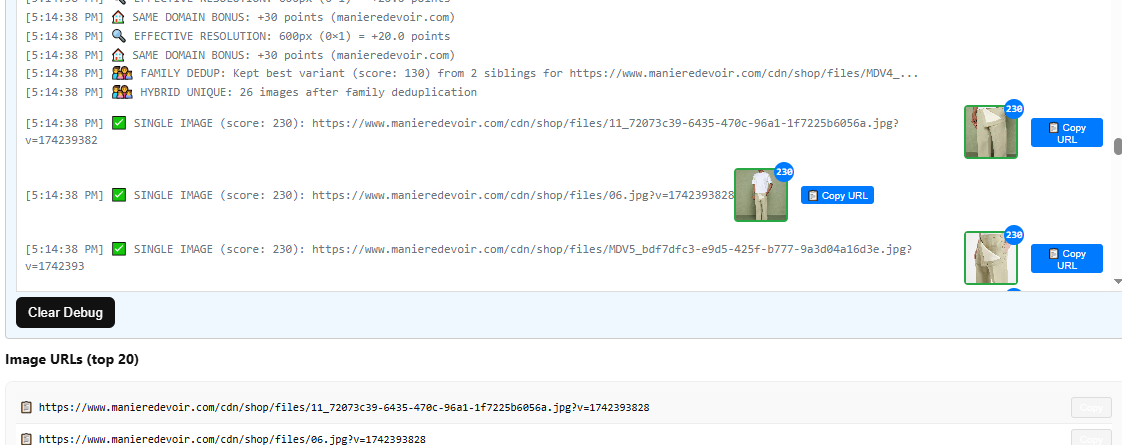 [5:14:38 PM] 🔍 EFFECTIVE RESOLUTION: 600px (0×1) = +20.0 points
[5:14:38 PM] 🏠 SAME DOMAIN BONUS: +30 points (manieredevoir.com)
[5:14:38 PM] 🔍 EFFECTIVE RESOLUTION: 600px (0×1) = +20.0 points
[5:14:38 PM] 🏠 SAME DOMAIN BONUS: +30 points (manieredevoir.com)
[5:14:38 PM] 👨‍👩‍👧 FAMILY DEDUP: Kept best variant (score: 130) from 2 siblings for https://www.manieredevoir.com/cdn/shop/files/MDV4_...
[5:14:38 PM] 👨‍👩‍👧 HYBRID UNIQUE: 26 images after family deduplication
[5:14:38 PM] ✅ SINGLE IMAGE (score: 230): https://www.manieredevoir.com/cdn/shop/files/11_72073c39-6435-470c-96a1-1f7225b6056a.jpg?
v=174239382
230
📋 Copy
URL
[5:14:38 PM] ✅ SINGLE IMAGE (score: 230): https://www.manieredevoir.com/cdn/shop/files/06.jpg?v=1742393828
230
📋 Copy URL
[5:14:38 PM] ✅ SINGLE IMAGE (score: 230): https://www.manieredevoir.com/cdn/shop/files/MDV5_bdf7dfc3-e9d5-425f-b777-9a3d04a16d3e.jpg?
v=1742393
230
📋 Copy
URL
Clear Debug
Image URLs (top 20)
📋 https://www.manieredevoir.com/cdn/shop/files/11_72073c39-6435-470c-96a1-1f7225b6056a.jpg?v=1742393828
Copy
📋 https://www.manieredevoir.com/cdn/shop/files/06.jpg?v=1742393828
Copy